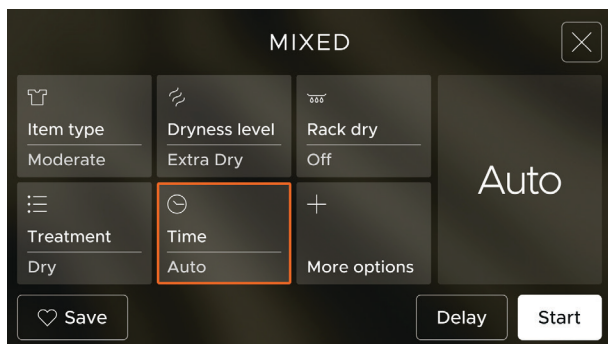 MIXED
Item type
Moderate
Dryness level
Extra Dry
Rack dry
Off
Treatment
Dry
Time
Auto
More options
Auto
Save
Delay
Start